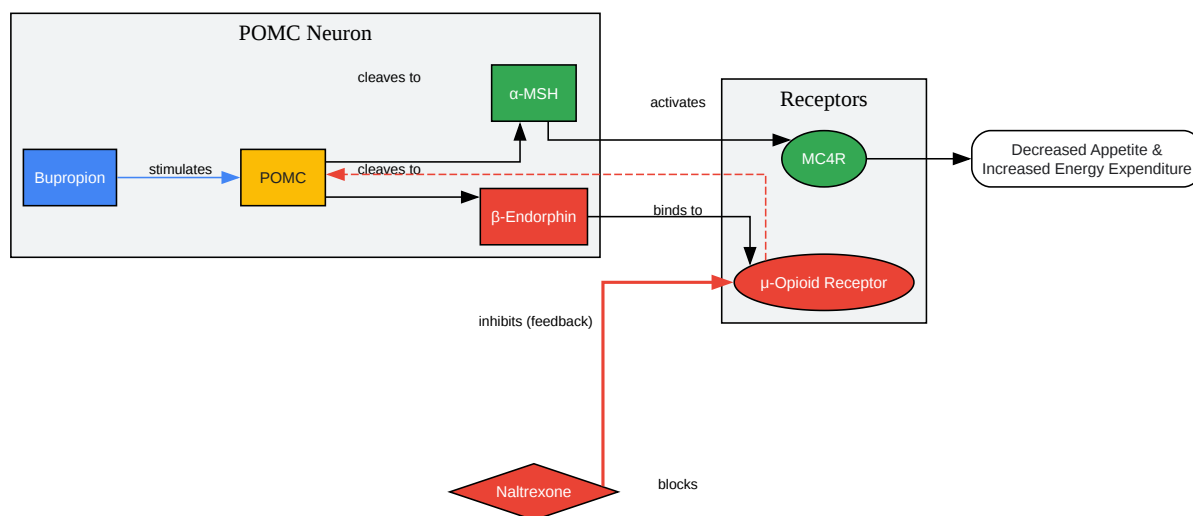 POMC Neuron
cleaves to
α-MSH
activates
Receptors
Bupropion
stimulates
POMC
cleaves to
MC4R
Decreased Appetite &
Increased Energy Expenditure
β-Endorphin
binds to
μ-Opioid Receptor
inhibits (feedback)
Naltrexone
blocks